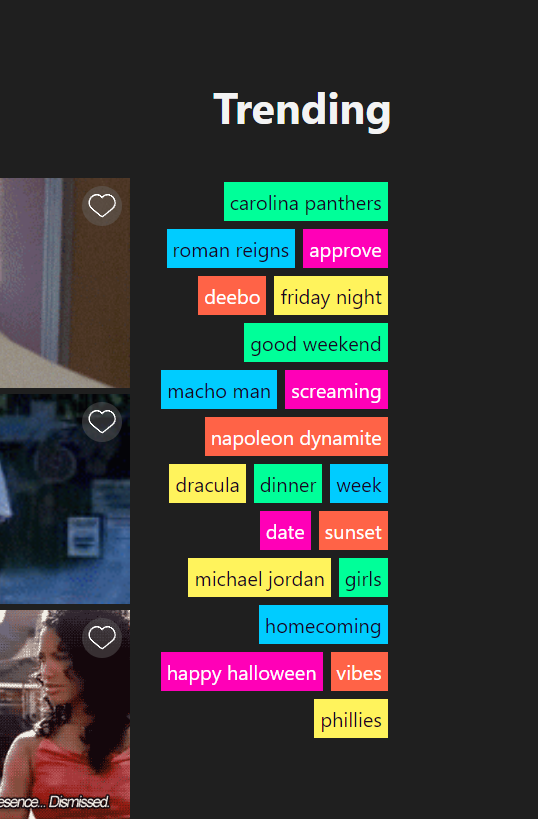 Trending
carolina panthers
roman reigns approve
deebo friday night
good weekend
macho man screaming
napoleon dynamite
dracula dinner week
date sunset
michael jordan girls
homecoming
happy halloween vibes
phillies
Dismissed.